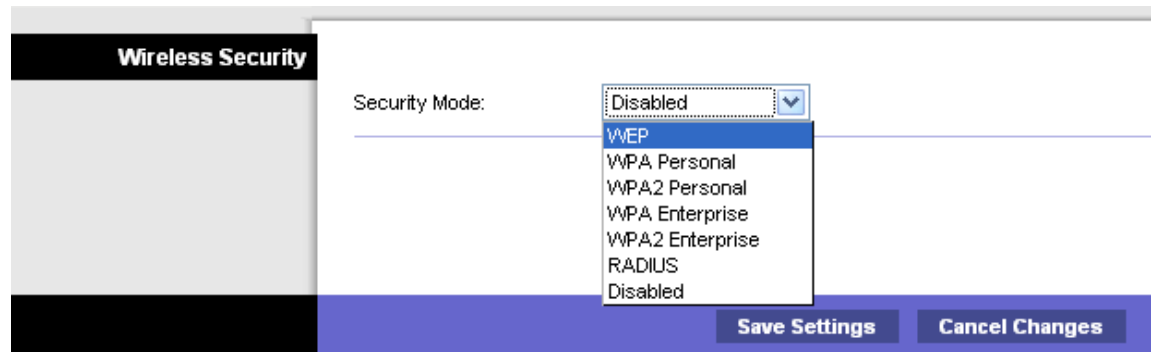 Wireless Security
Security Mode: Disabled
WEP
WPA Personal
WPA2 Personal
WPA Enterprise
WPA2 Enterprise
RADIUS
Disabled
Save Settings Cancel Changes